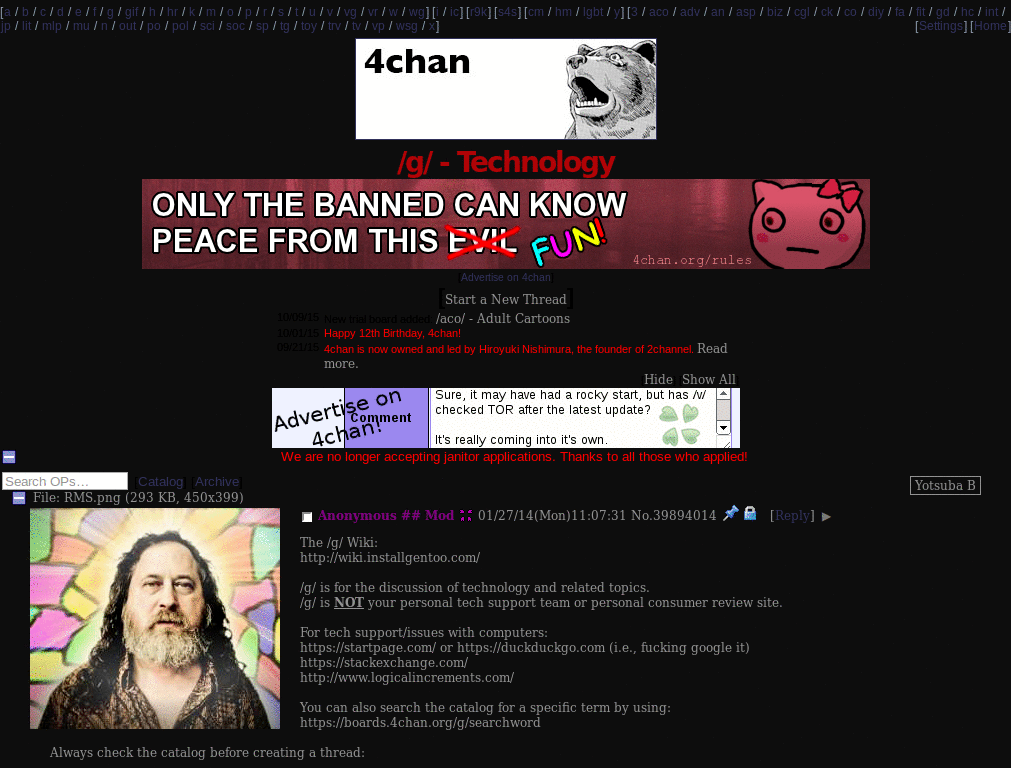 [a / b / c / d / e / f / g / gif / h / hr / k / m / o / p / r / s / t / u / v / vg / vr / w / wg] [i / ic] [r9k] [s4s] [cm / hm / lgbt / y] [3 / aco / adv / an / asp / biz / cgl / ck / co / diy / fa / fit / gd / hc / int /
jp / lit / mlp / mu / n / out / po / pol / sci / soc / sp / tg / toy / trv / tv / vp / wsg / x] [Settings] [Home]
4chan
/g/ - Technology
ONLY THE BANNED CAN KNOW
PEACE FROM THIS EVIL FUN!
4chan.org/rules
[Advertise on 4chan]
[Start a New Thread]
10/09/15 New trial board added: /aco/ - Adult Cartoons
10/01/15 Happy 12th Birthday, 4chan!
09/21/15 4chan is now owned and led by Hiroyuki Nishimura, the founder of 2channel. Read
more.
[Hide] [Show All]
Advertise on
4chan!
Comment
Sure, it may have had a rocky start, but has /v/
checked TOR after the latest update?
It's really coming into it's own.
We are no longer accepting janitor applications. Thanks to all those who applied!
Search OPs… [Catalog] [Archive]
Yotsuba B
File: RMS.png (293 KB, 450x399)
Anonymous ## Mod 01/27/14(Mon)11:07:31 No.39894014 [Reply] ▶
The /g/ Wiki:
http://wiki.installgentoo.com/
/g/ is for the discussion of technology and related topics.
/g/ is NOT your personal tech support team or personal consumer review site.
For tech support/issues with computers:
https://startpage.com/ or https://duckduckgo.com (i.e., fucking google it)
https://stackexchange.com/
http://www.logicalincrements.com/
You can also search the catalog for a specific term by using:
https://boards.4chan.org/g/searchword
Always check the catalog before creating a thread: